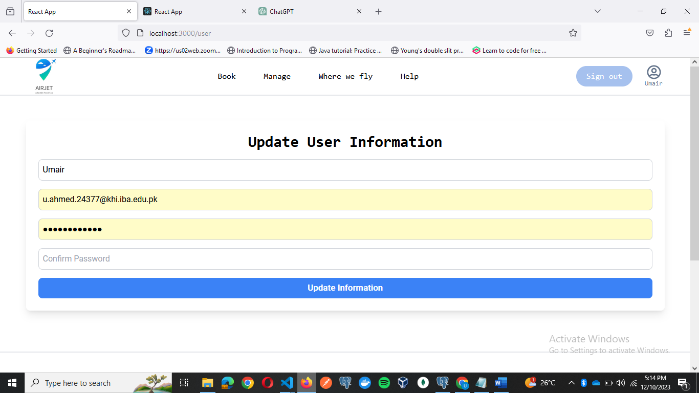 React App
React App
ChatGPT
localhost:3000/user
Getting Started
A Beginner's Roadma...
https://us02web.zoom...
Introduction to Progra...
Java tutorial: Practice ...
Young's double slit pr...
Learn to code for free ...
AIRJET
Book
Manage
Where we fly
Help
Sign out
Umair
Update User Information
Umair
u.ahmed.24377@khi.iba.edu.pk
Confirm Password
Update Information
Activate Windows
Go to Settings to activate Windows.
Type here to search
26°C
5:14 PM
12/10/2023